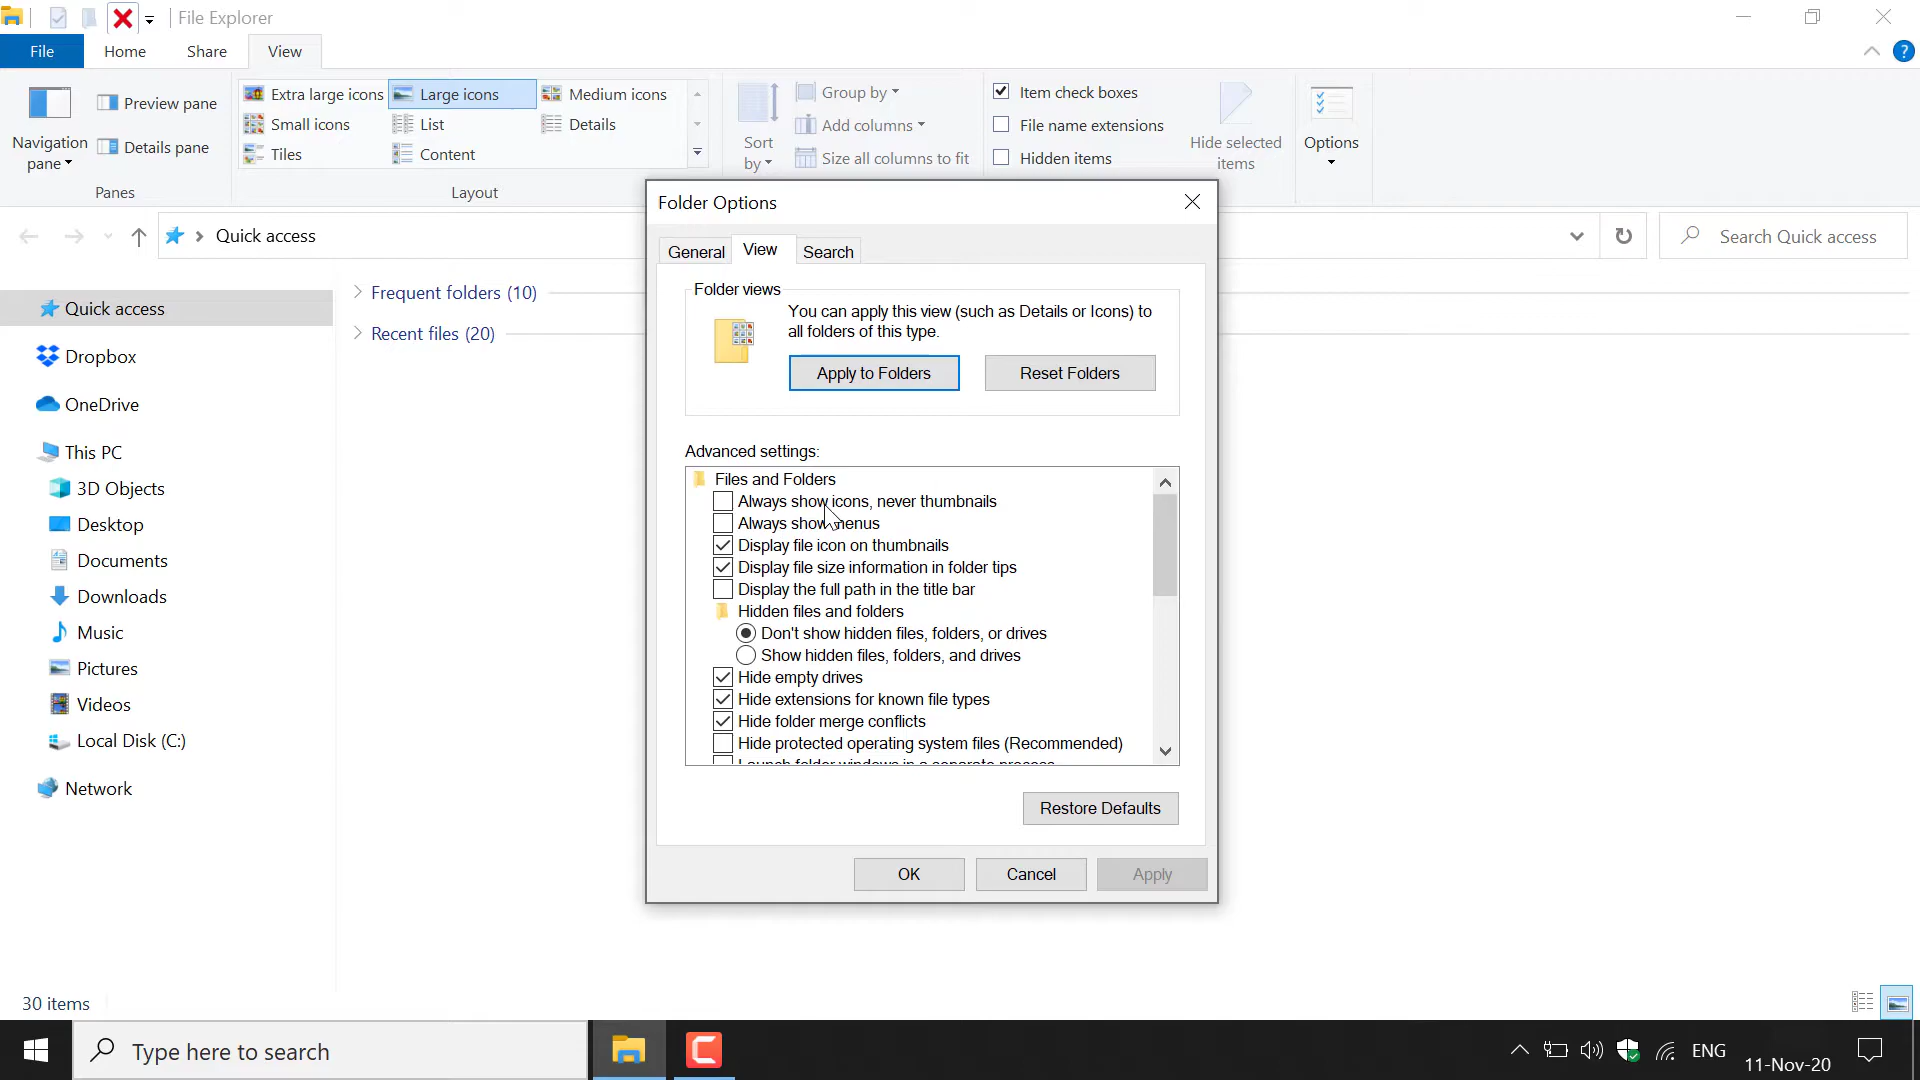 File Explorer
File Home Share View
Navigation pane
Preview pane
Details pane
Panes
Extra large icons Large icons Medium icons
Small icons List Details
Tiles Content
Layout
Sort by
Group by
Add columns
Size all columns to fit
Item check boxes
File name extensions
Hidden items
Hide selected items
Options
Quick access
Search Quick access
Quick access
Dropbox
OneDrive
This PC
3D Objects
Desktop
Documents
Downloads
Music
Pictures
Videos
Local Disk (C:)
Network
Frequent folders (10)
Recent files (20)
Folder Options
General View Search
Folder views
You can apply this view (such as Details or Icons) to
all folders of this type.
Apply to Folders Reset Folders
Advanced settings:
Files and Folders
Always show icons, never thumbnails
Always show menus
Display file icon on thumbnails
Display file size information in folder tips
Display the full path in the title bar
Hidden files and folders
Don't show hidden files, folders, or drives
Show hidden files, folders, and drives
Hide empty drives
Hide extensions for known file types
Hide folder merge conflicts
Hide protected operating system files (Recommended)
Launch folder windows in a separate process
Restore Defaults
OK Cancel Apply
30 items
Type here to search
ENG
11-Nov-20